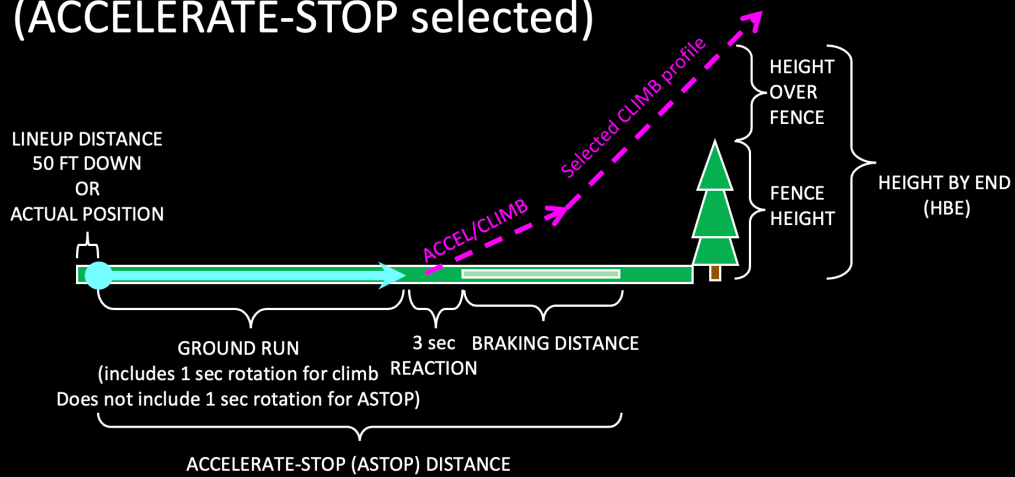 (ACCELERATE-STOP selected)
LINEUP DISTANCE
50 FT DOWN
OR
ACTUAL POSITION
ACCEL/CLIMB
Selected CLIMB profile
HEIGHT
OVER
FENCE
FENCE
HEIGHT
HEIGHT BY END
(HBE)
GROUND RUN
(includes 1 sec rotation for climb
Does not include 1 sec rotation for ASTOP)
3 sec
REACTION
BRAKING DISTANCE
ACCELERATE-STOP (ASTOP) DISTANCE